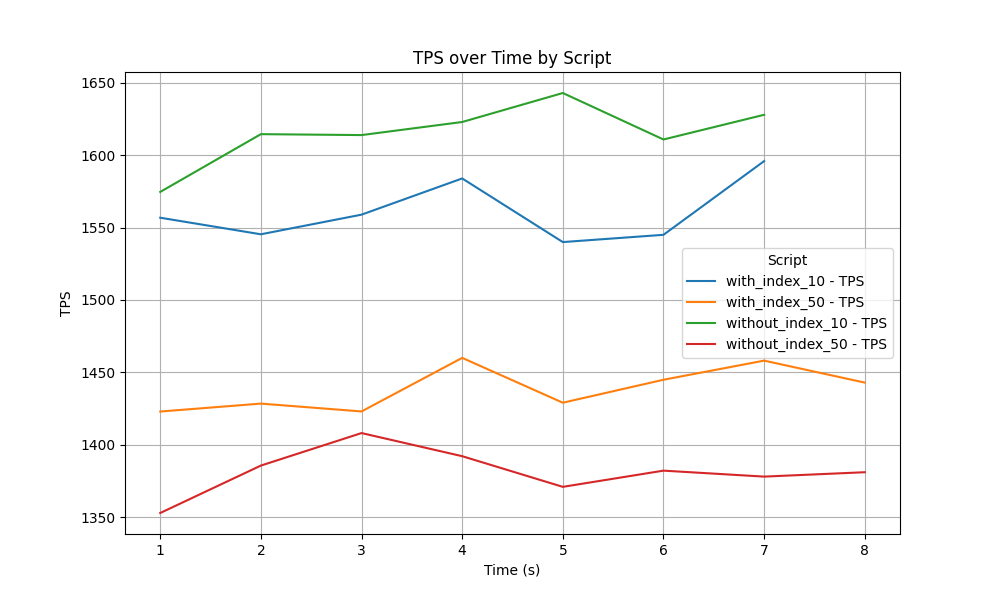 TPS over Time by Script
TPS
1650
1600
1550
1500
1450
1400
1350
Script
with_index_10 - TPS
with_index_50 - TPS
without_index_10 - TPS
without_index_50 - TPS
1 2 3 4 5 6 7 8
Time (s)